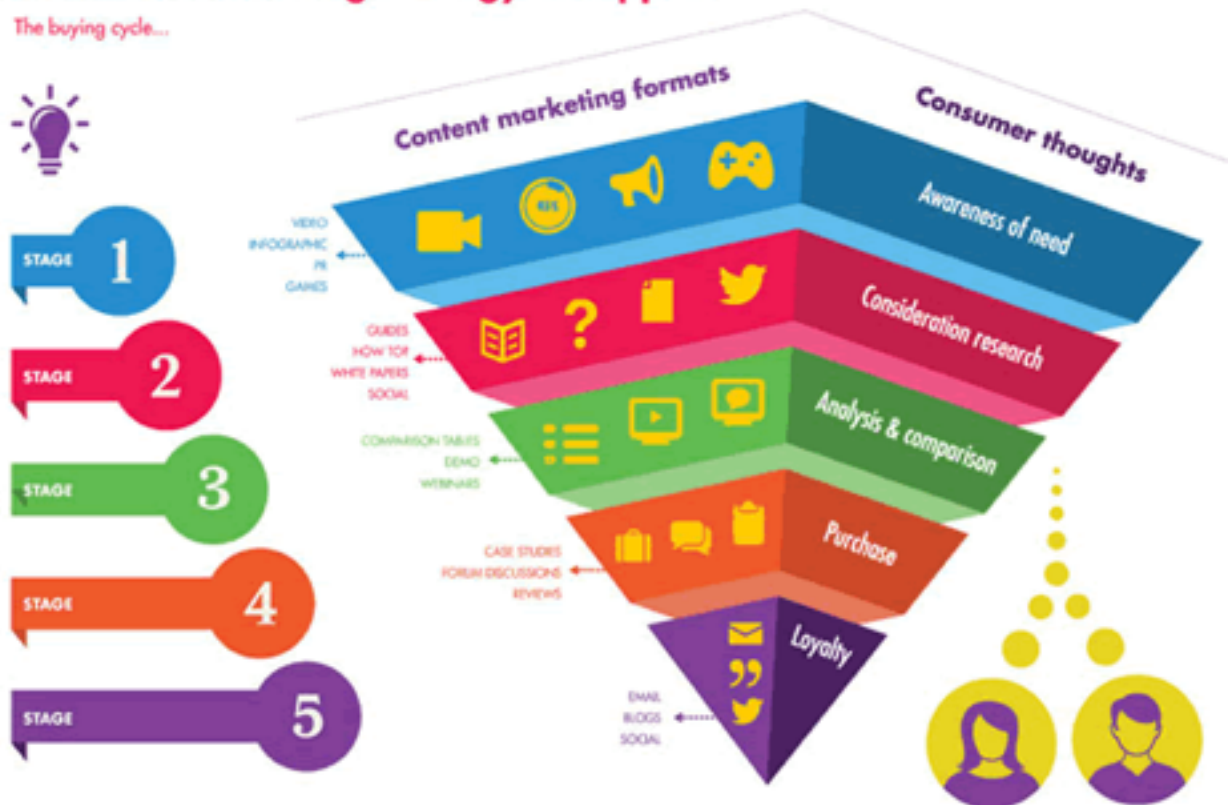 The buying cycle...
Content marketing formats
Consumer thoughts
STAGE 1
VIDEO
INFOGRAPHIC
PR
GAMES
Awareness of need
STAGE 2
GUIDES
HOW TO?
WHITE PAPERS
SOCIAL
Consideration research
STAGE 3
COMPARISON TABLES
DEMO
WEBINARS
Analysis & comparison
STAGE 4
CASE STUDIES
FORUM DISCUSSIONS
REVIEWS
Purchase
STAGE 5
EMAIL
BLOGS
SOCIAL
Loyalty